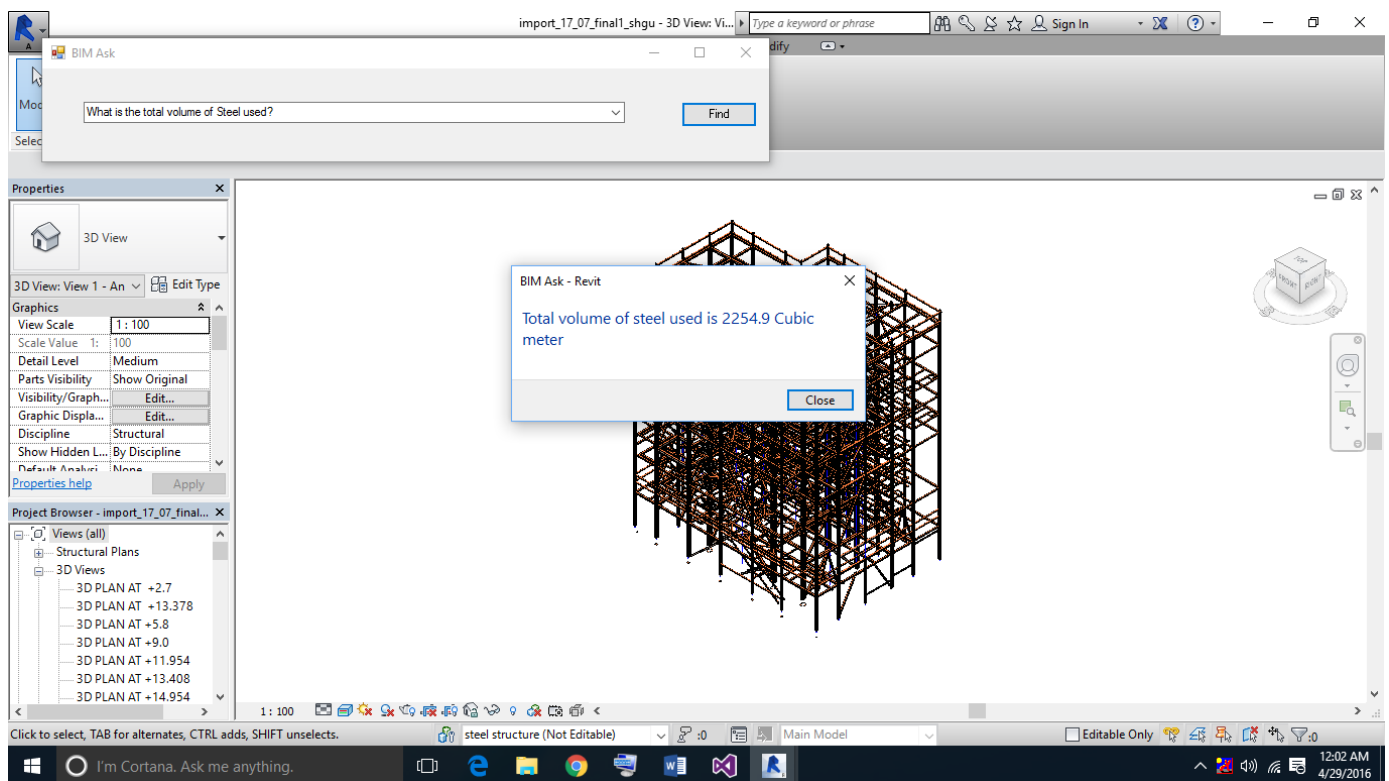 import_17_07_final1_shgu - 3D View: Vi...
Type a keyword or phrase
Sign In
BIM Ask
dify
What is the total volume of Steel used?
Find
Properties
3D View
3D View: View 1 - An
Edit Type
Graphics
View Scale
1 : 100
Scale Value 1:
100
Detail Level
Medium
Parts Visibility
Show Original
Visibility/Graph...
Edit...
Graphic Displa...
Edit...
Discipline
Structural
Show Hidden L...
By Discipline
Default Analysi
None
Properties help
Apply
BIM Ask - Revit
Total volume of steel used is 2254.9 Cubic
meter
Close
FRONT
Project Browser - import_17_07_final...
Views (all)
Structural Plans
3D Views
3D PLAN AT +2.7
3D PLAN AT +13.378
3D PLAN AT +5.8
3D PLAN AT +9.0
3D PLAN AT +11.954
3D PLAN AT +13.408
3D PLAN AT +14.954
1 : 100
Click to select, TAB for alternates, CTRL adds, SHIFT unselects.
steel structure (Not Editable)
:0
Main Model
Editable Only
:0
I'm Cortana. Ask me anything.
12:02 AM
4/29/2016